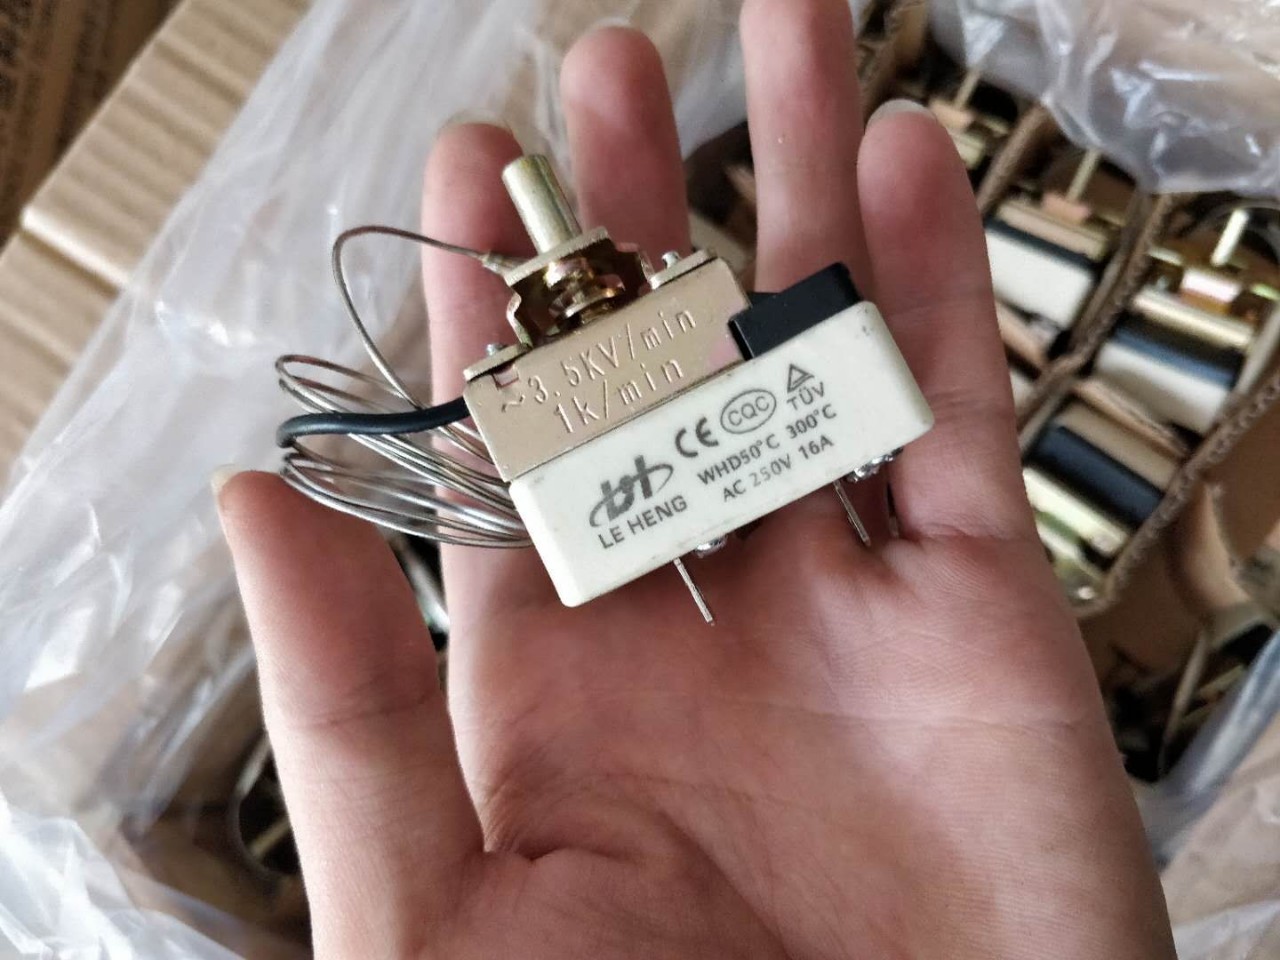 ~3.5KV/min
1k/min
CE CQC TÜV
LE HENG
WHD50°C 300°C
AC 250V 16A